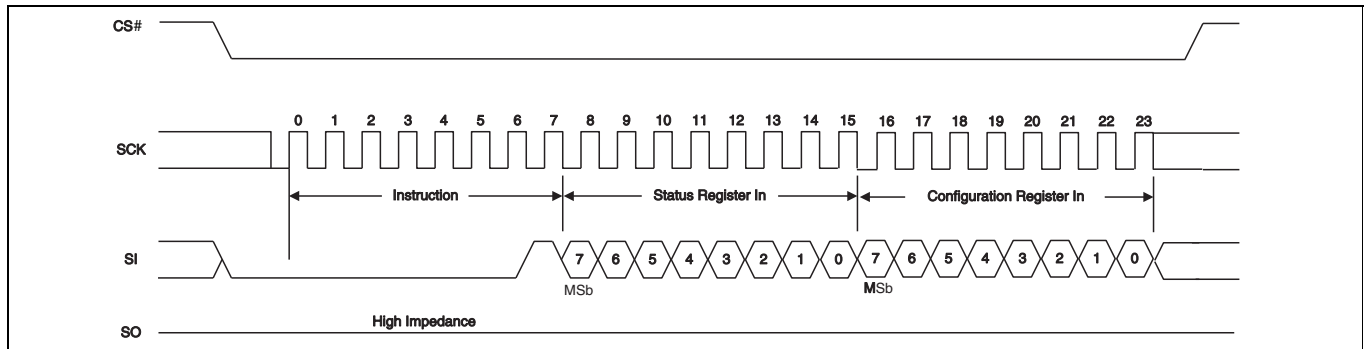 CS#
0 1 2 3 4 5 6 7 8 9 10 11 12 13 14 15 16 17 18 19 20 21 22 23
SCK
Instruction Status Register In Configuration Register In
SI 7 6 5 4 3 2 1 0 7 6 5 4 3 2 1 0
MSb MSb
High Impedance
SO